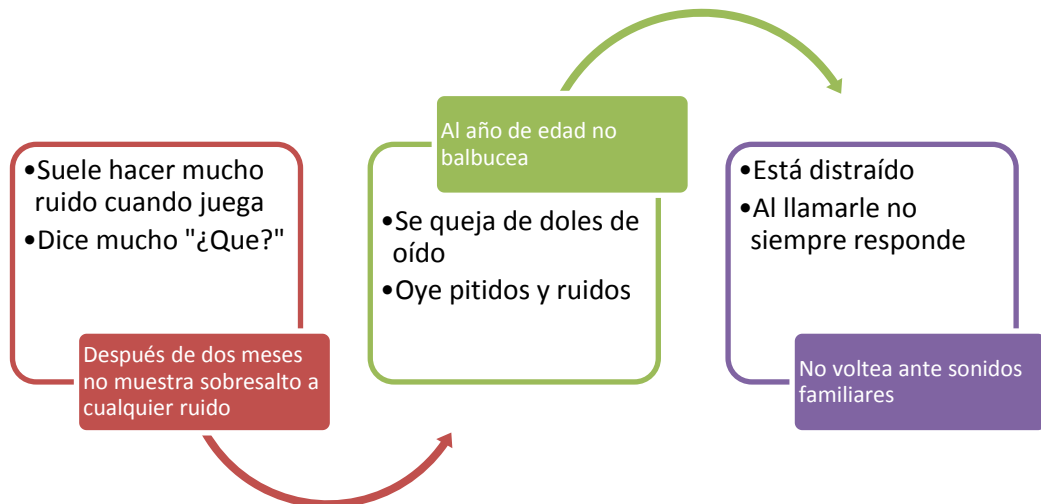 •Suele hacer mucho
ruido cuando juega
•Dice mucho "¿Que?"
Después de dos meses
no muestra sobresalto a
cualquier ruido
Al año de edad no
balbucea
•Se queja de doles de
oído
•Oye pitidos y ruidos
•Está distraído
•Al llamarle no
siempre responde
No voltea ante sonidos
familiares